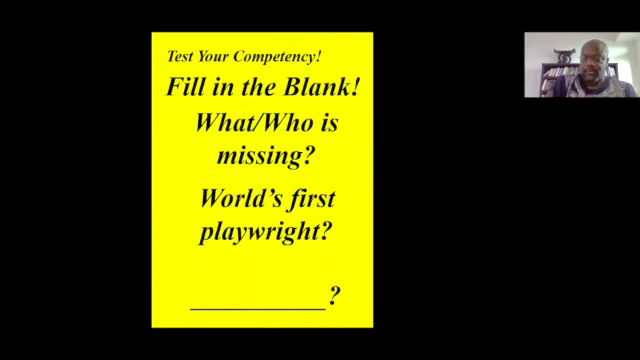 Test Your Competency!
Fill in the Blank!
What/Who is
missing?
World's first
playwright?
__________?